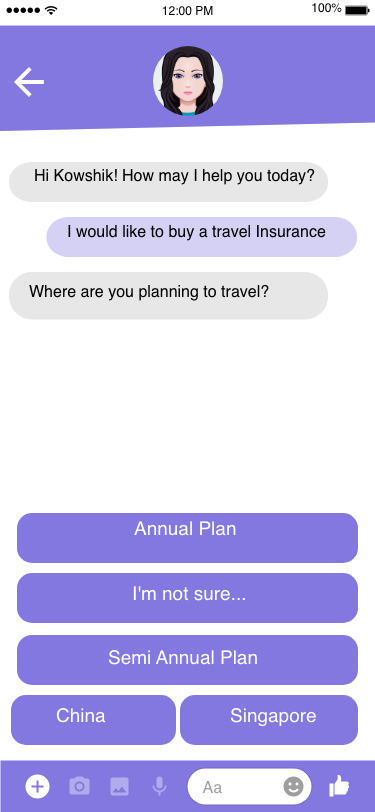 12:00 PM
100%
Hi Kowshik! How may I help you today?
I would like to buy a travel Insurance
Where are you planning to travel?
Annual Plan
I'm not sure...
Semi Annual Plan
China
Singapore
Aa